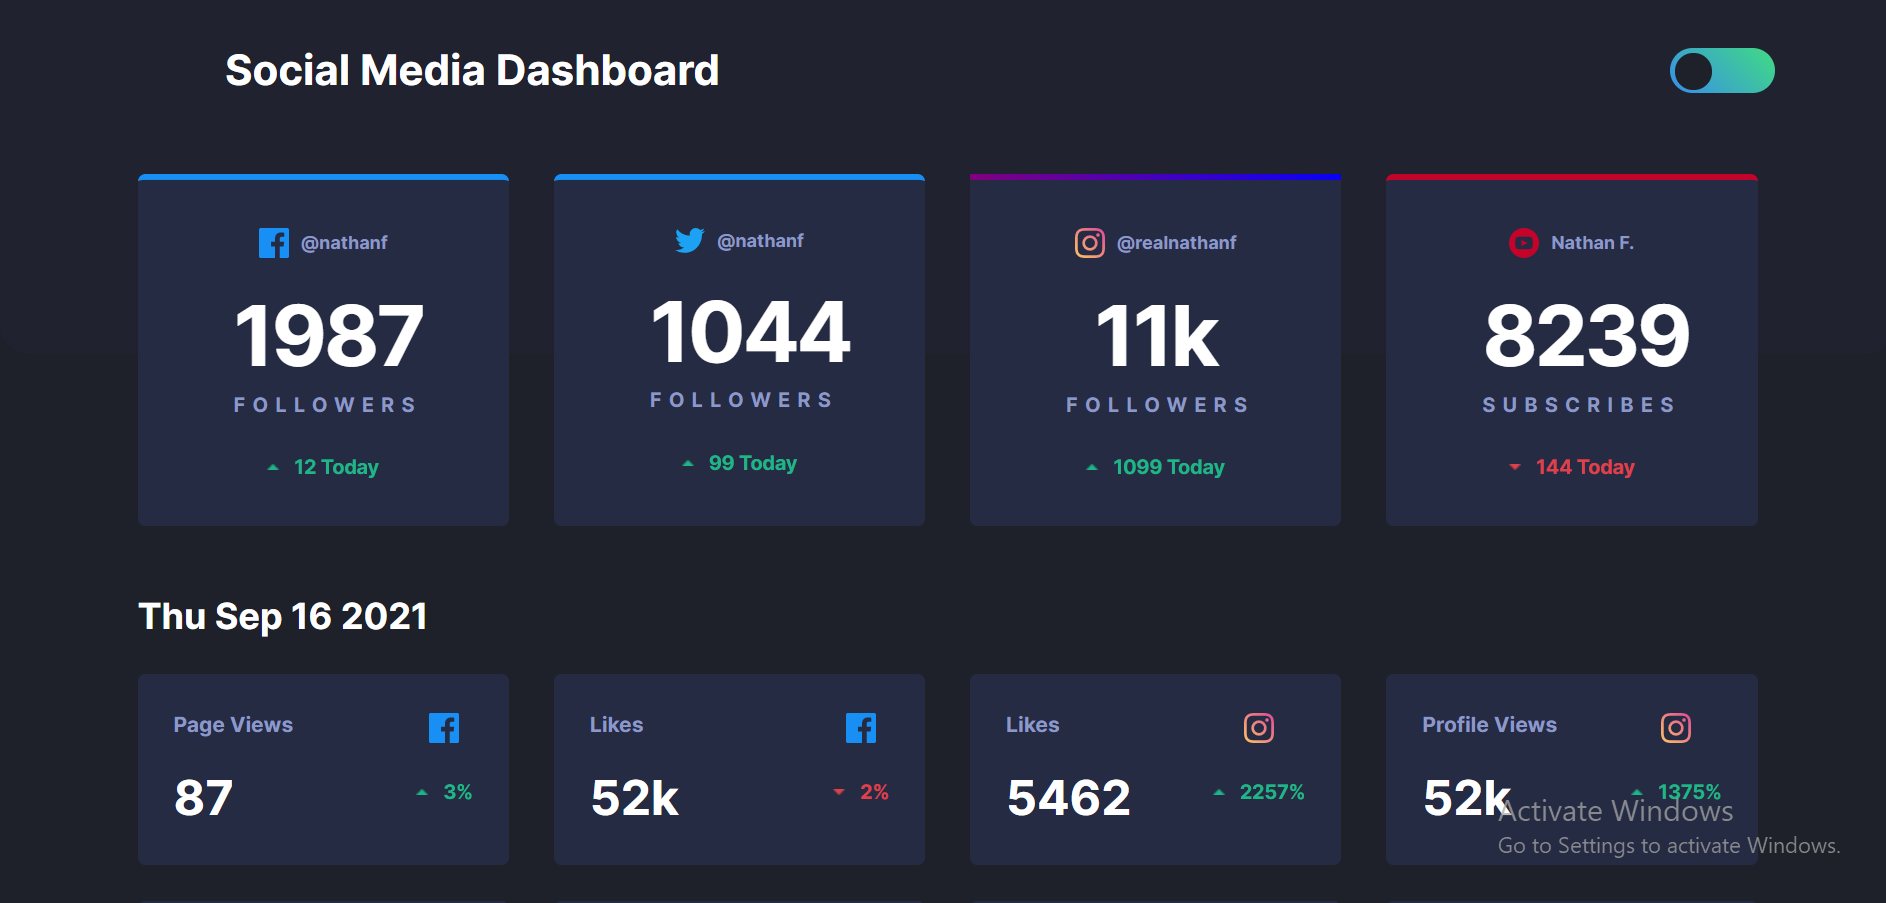 Social Media Dashboard
@nathanf
1987
FOLLOWERS
12 Today
@nathanf
1044
FOLLOWERS
99 Today
@realnathanf
11k
FOLLOWERS
1099 Today
Nathan F.
8239
SUBSCRIBES
144 Today
Thu Sep 16 2021
Page Views
87
3%
Likes
52k
2%
Likes
5462
2257%
Profile Views
52k
1375%
Activate Windows
Go to Settings to activate Windows.